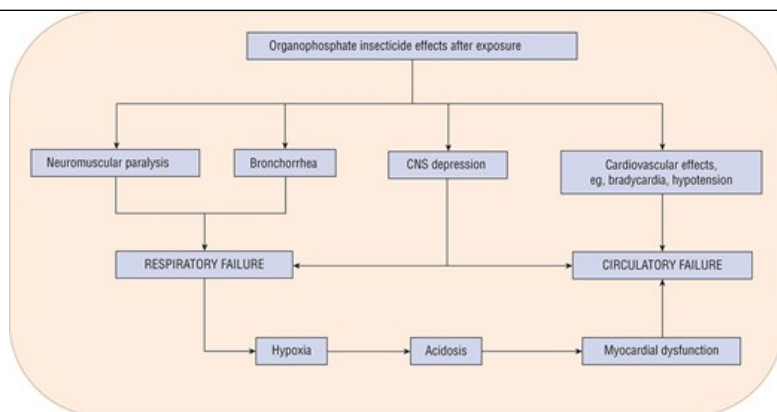 Organophosphate insecticide effects after exposure
Neuromuscular paralysis
Bronchorrhea
CNS depression
Cardiovascular effects,
eg, bradycardia, hypotension
RESPIRATORY FAILURE
CIRCULATORY FAILURE
Hypoxia
Acidosis
Myocardial dysfunction